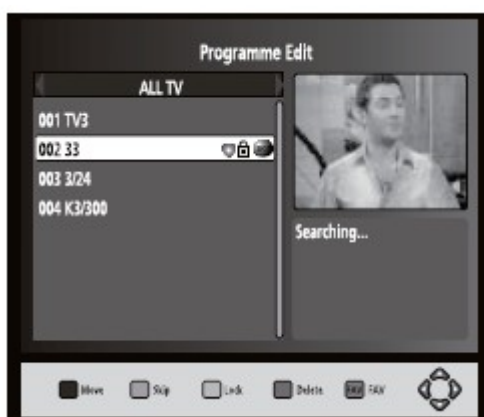 Programme Edit
ALL TV
001 TV3
002 33
003 3/24
004 K3/300
Searching...
Move Skip Lock Delete FAV FAV